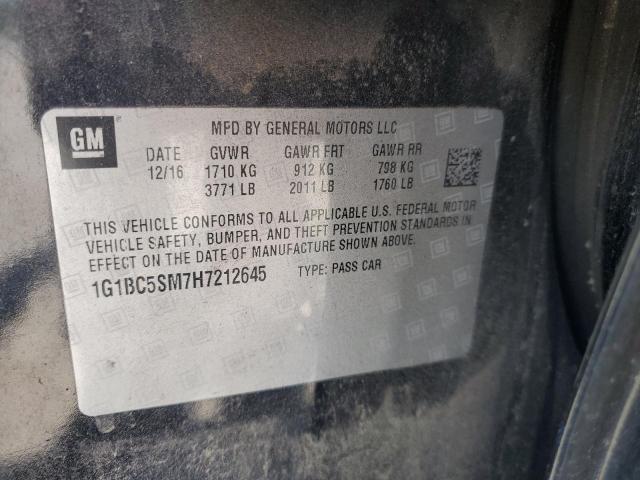 GM
MFD BY GENERAL MOTORS LLC
DATE GVWR GAWR FRT GAWR RR
12/16 1710 KG 912 KG 798 KG
3771 LB 2011 LB 1760 LB
THIS VEHICLE CONFORMS TO ALL APPLICABLE U.S. FEDERAL MOTOR
VEHICLE SAFETY, BUMPER, AND THEFT PREVENTION STANDARDS IN
EFFECT ON THE DATE OF MANUFACTURE SHOWN ABOVE.
1G1BC5SM7H7212645 TYPE: PASS CAR